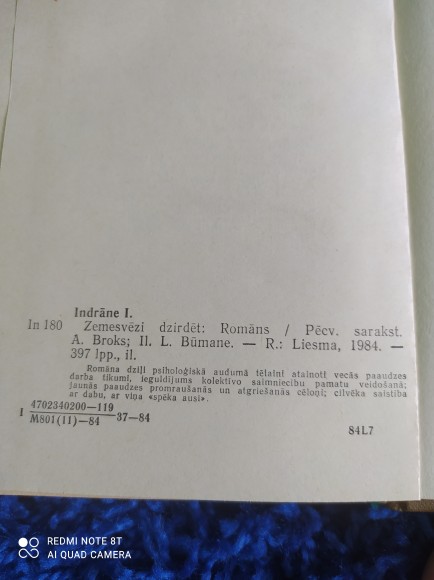 Indrāne I.
In 180 Zemesvēzi dzirdēt: Romāns / Pēcv. sarakst.
A. Broks; Il. L. Būmane. — R.: Liesma, 1984. —
397 lpp., il.
Romāna dziļi psiholoģiskā audumā tēlaini atainoti vecās paaudzes
darba tikumi, ieguldījums kolektīvo saimniecību pamatu veidošanā;
jaunās paaudzes promraušanās un atgriešanās cēloņi; cilvēka saistība
ar dabu, ar viņa «spēka ausi».
I 4702340200—119
M801(11)—84 37—84
84L7
REDMI NOTE 8T
AI QUAD CAMERA